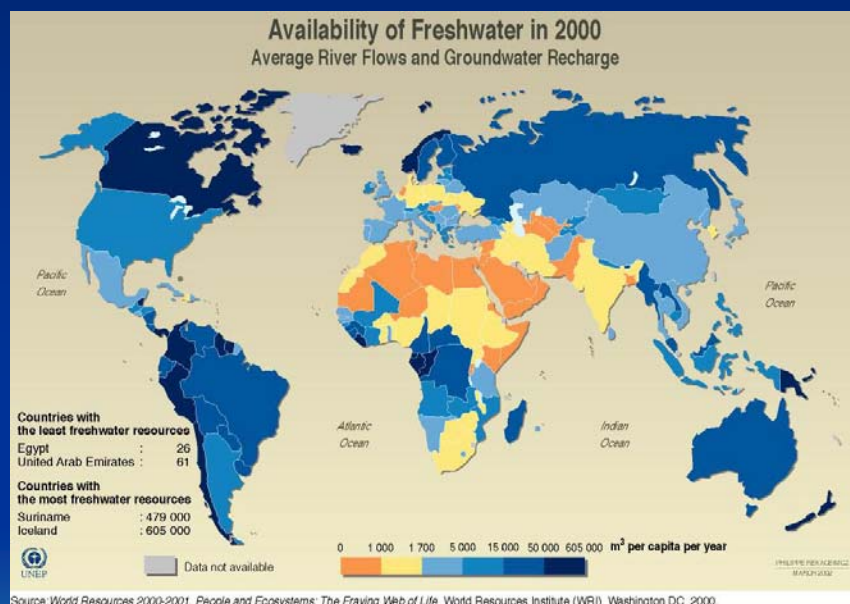 Availability of Freshwater in 2000
Average River Flows and Groundwater Recharge
Pacific
Ocean
Pacific
Ocean
Atlantic
Ocean
Indian
Ocean
Countries with
the least freshwater resources
Egypt : 26
United Arab Emirates : 61
Countries with
the most freshwater resources
Suriname : 479 000
Iceland : 605 000
UNEP
Data not available
0 1 000 1 700 5 000 15 000 50 000 605 000 m³ per capita per year
PHILIPPE REKACEWICZ
MARCH 2002
Source: World Resources 2000-2001, People and Ecosystems: The Fraying Web of Life, World Resources Institute (WRI), Washington DC, 2000.